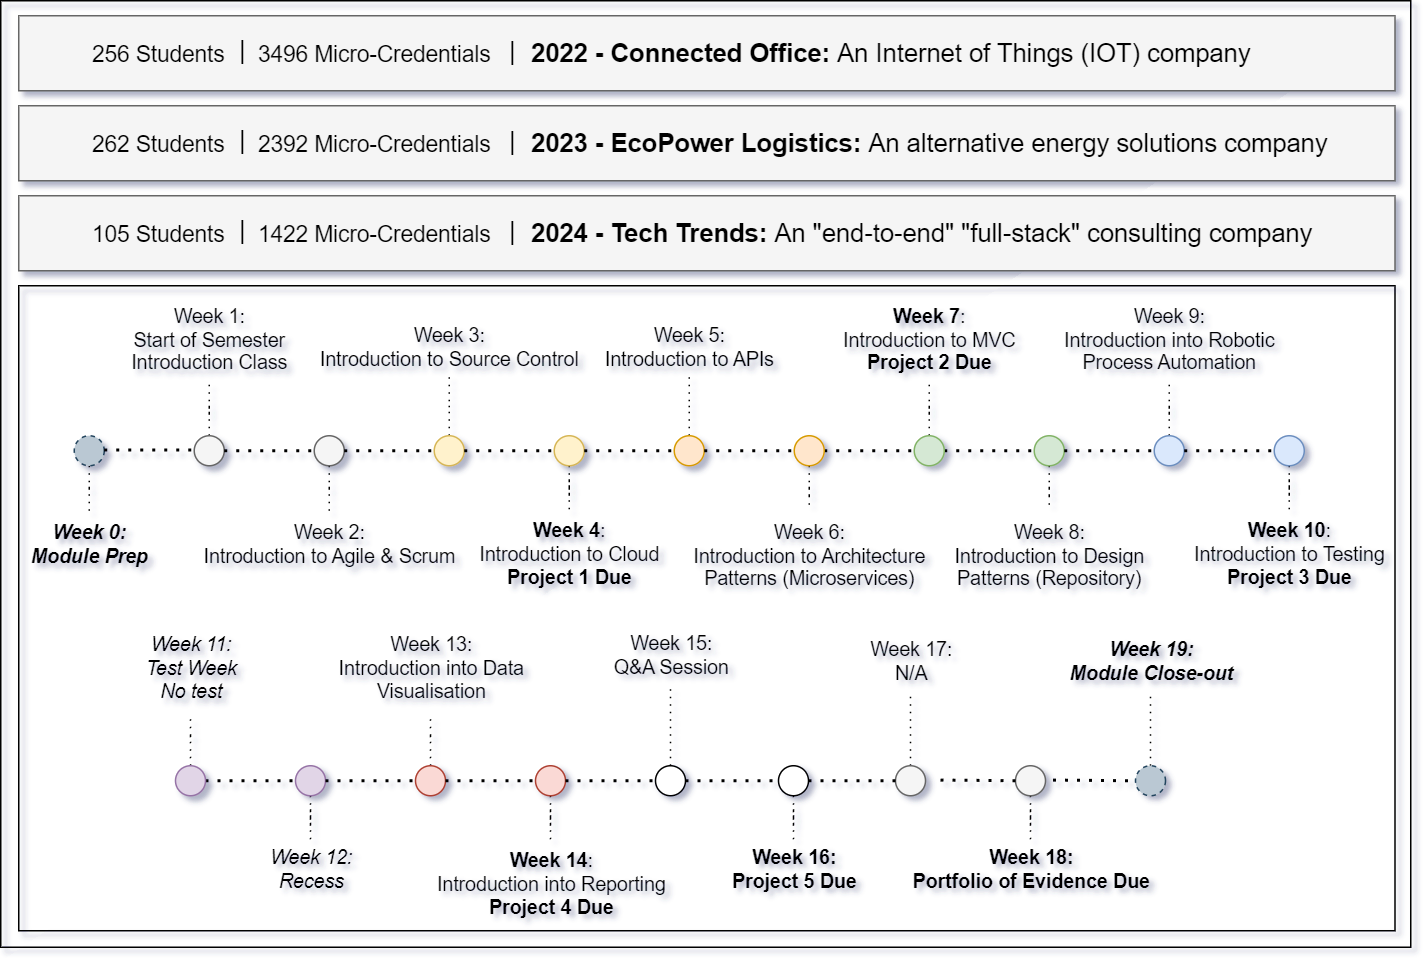 256 Students | 3496 Micro-Credentials | 2022 - Connected Office: An Internet of Things (IOT) company
262 Students | 2392 Micro-Credentials | 2023 - EcoPower Logistics: An alternative energy solutions company
105 Students | 1422 Micro-Credentials | 2024 - Tech Trends: An "end-to-end" "full-stack" consulting company
Week 1:
Start of Semester
Introduction Class
Week 3:
Introduction to Source Control
Week 5:
Introduction to APIs
Week 7:
Introduction to MVC
Project 2 Due
Week 9:
Introduction into Robotic
Process Automation
Week 0:
Module Prep
Week 2:
Introduction to Agile & Scrum
Week 4:
Introduction to Cloud
Project 1 Due
Week 6:
Introduction to Architecture
Patterns (Microservices)
Week 8:
Introduction to Design
Patterns (Repository)
Week 10:
Introduction to Testing
Project 3 Due
Week 11:
Test Week
No test
Week 13:
Introduction into Data
Visualisation
Week 15:
Q&A Session
Week 17:
N/A
Week 19:
Module Close-out
Week 12:
Recess
Week 14:
Introduction into Reporting
Project 4 Due
Week 16:
Project 5 Due
Week 18:
Portfolio of Evidence Due